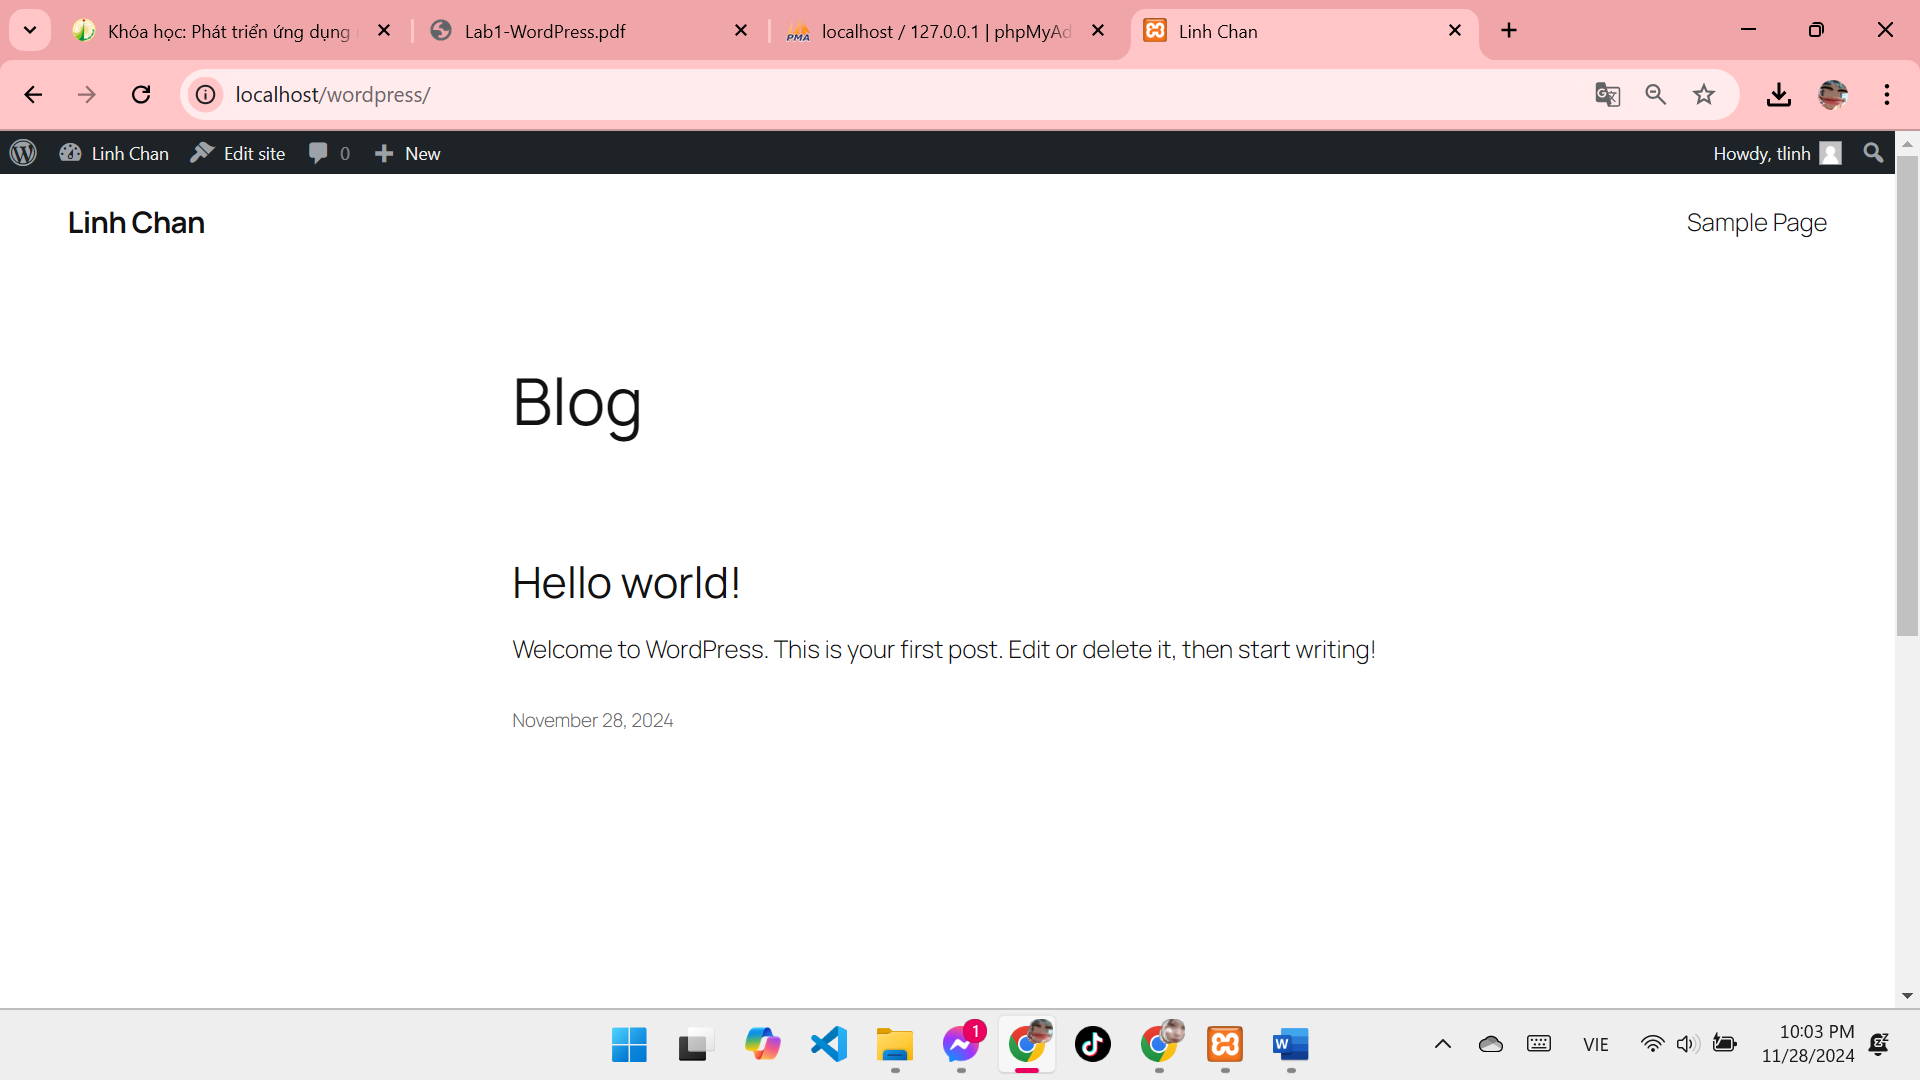 Khóa học: Phát triển ứng dụng
Lab1-WordPress.pdf
localhost / 127.0.0.1 | phpMyAd
Linh Chan
localhost/wordpress/
Linh Chan
Edit site
0
New
Howdy, tlinh
Linh Chan
Sample Page
Blog
Hello world!
Welcome to WordPress. This is your first post. Edit or delete it, then start writing!
November 28, 2024
1
VIE
10:03 PM
11/28/2024